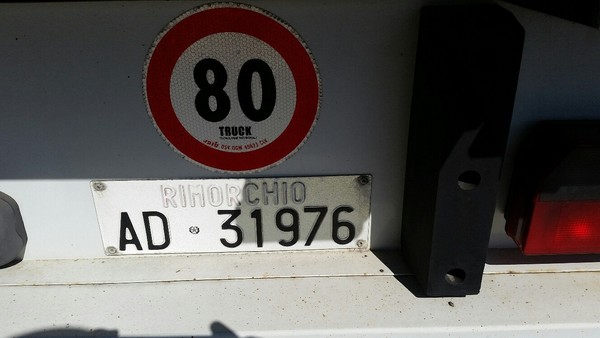 80
TRUCK
RIMORCHIO
AD 31976